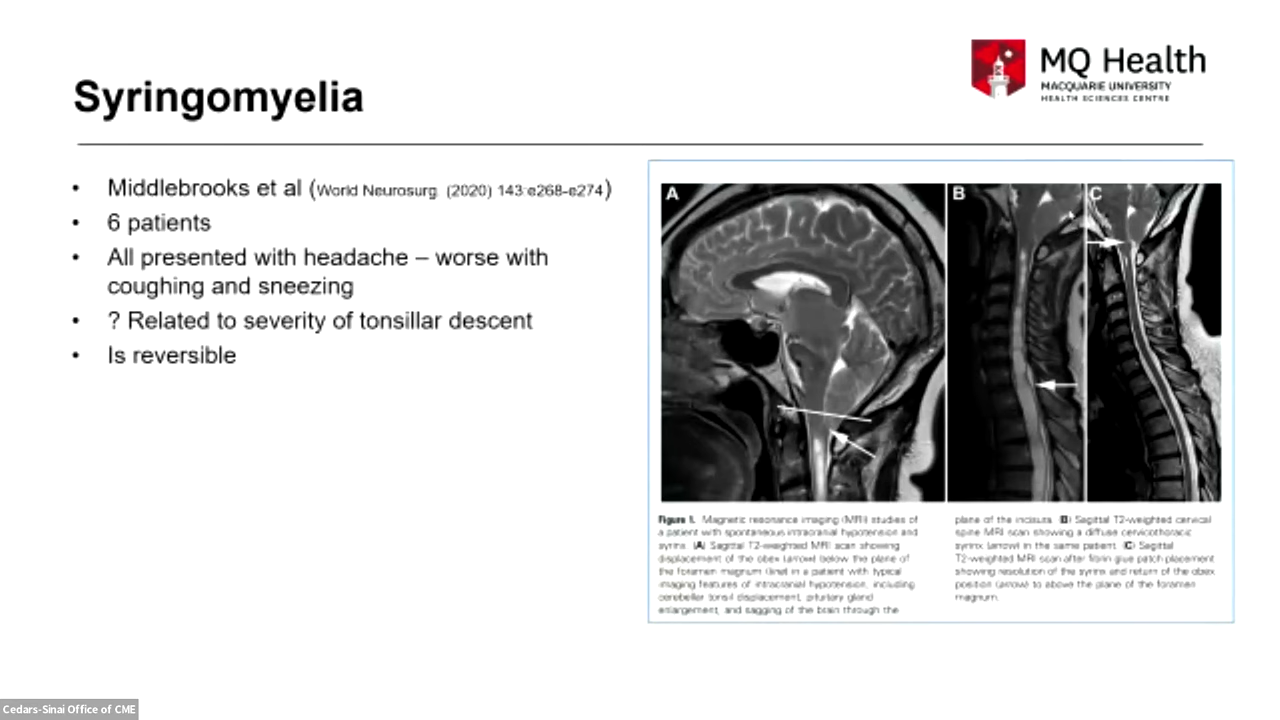 MQ Health
MACQUARIE UNIVERSITY
HEALTH SCIENCES CENTRE
Syringomyelia
• Middlebrooks et al (World Neurosurg. (2020) 143:e268-e274)
• 6 patients
• All presented with headache – worse with
coughing and sneezing
• ? Related to severity of tonsillar descent
• Is reversible
A
B
C
Figure 1. Magnetic resonance imaging (MRI) studies of
a patient with spontaneous intracranial hypotension and
syrinx. (A) Sagittal T2-weighted MRI scan showing
displacement of the obex (arrow) below the plane of
the foramen magnum (line) in a patient with typical
imaging features of intracranial hypotension, including
cerebellar tonsil displacement, pituitary gland
enlargement, and sagging of the brain through the
plane of the incisura. (B) Sagittal T2-weighted cervical
spine MRI scan showing a diffuse cervicothoracic
syrinx (arrow) in the same patient. (C) Sagittal
T2-weighted MRI scan after fibrin glue patch placement
showing resolution of the syrinx and return of the obex
position (arrow) to above the plane of the foramen
magnum.
Cedars-Sinai Office of CME